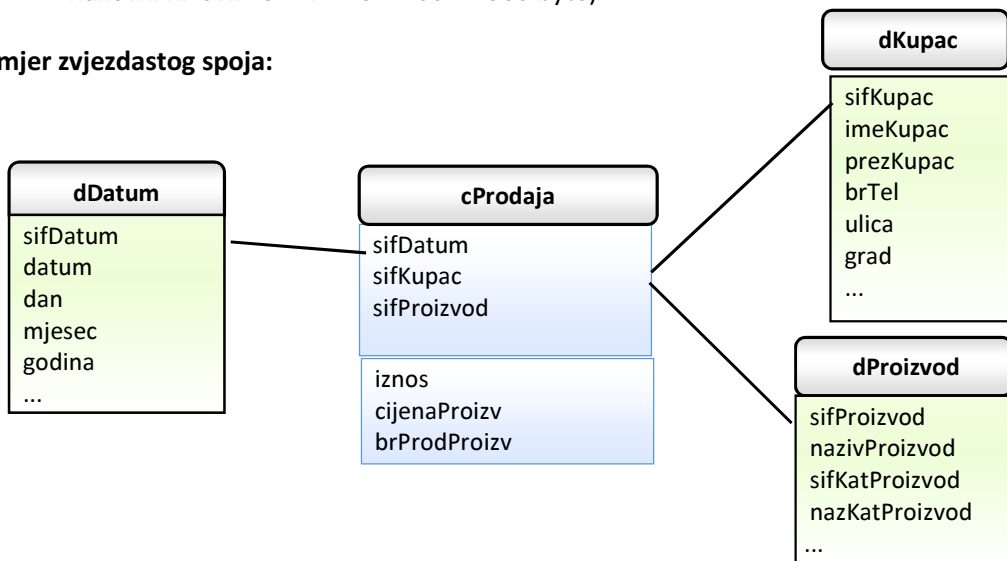 mjer zvjezdastog spoja:
dDatum
sifDatum
datum
dan
mjesec
godina
...
cProdaja
sifDatum
sifKupac
sifProizvod
iznos
cijenaProizv
brProdProizv
dKupac
sifKupac
imeKupac
prezKupac
brTel
ulica
grad
...
dProizvod
sifProizvod
nazivProizvod
sifKatProizvod
nazKatProizvod
...